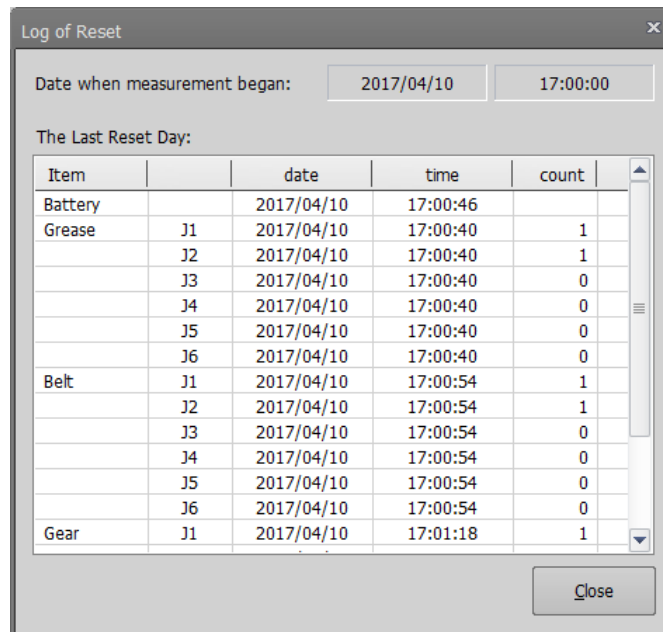 Log of Reset
Date when measurement began: 2017/04/10 17:00:00
The Last Reset Day:
Item date time count
Battery 2017/04/10 17:00:46
Grease J1 2017/04/10 17:00:40 1
J2 2017/04/10 17:00:40 1
J3 2017/04/10 17:00:40 0
J4 2017/04/10 17:00:40 0
J5 2017/04/10 17:00:40 0
J6 2017/04/10 17:00:40 0
Belt J1 2017/04/10 17:00:54 1
J2 2017/04/10 17:00:54 1
J3 2017/04/10 17:00:54 0
J4 2017/04/10 17:00:54 0
J5 2017/04/10 17:00:54 0
J6 2017/04/10 17:00:54 0
Gear J1 2017/04/10 17:01:18 1
Close